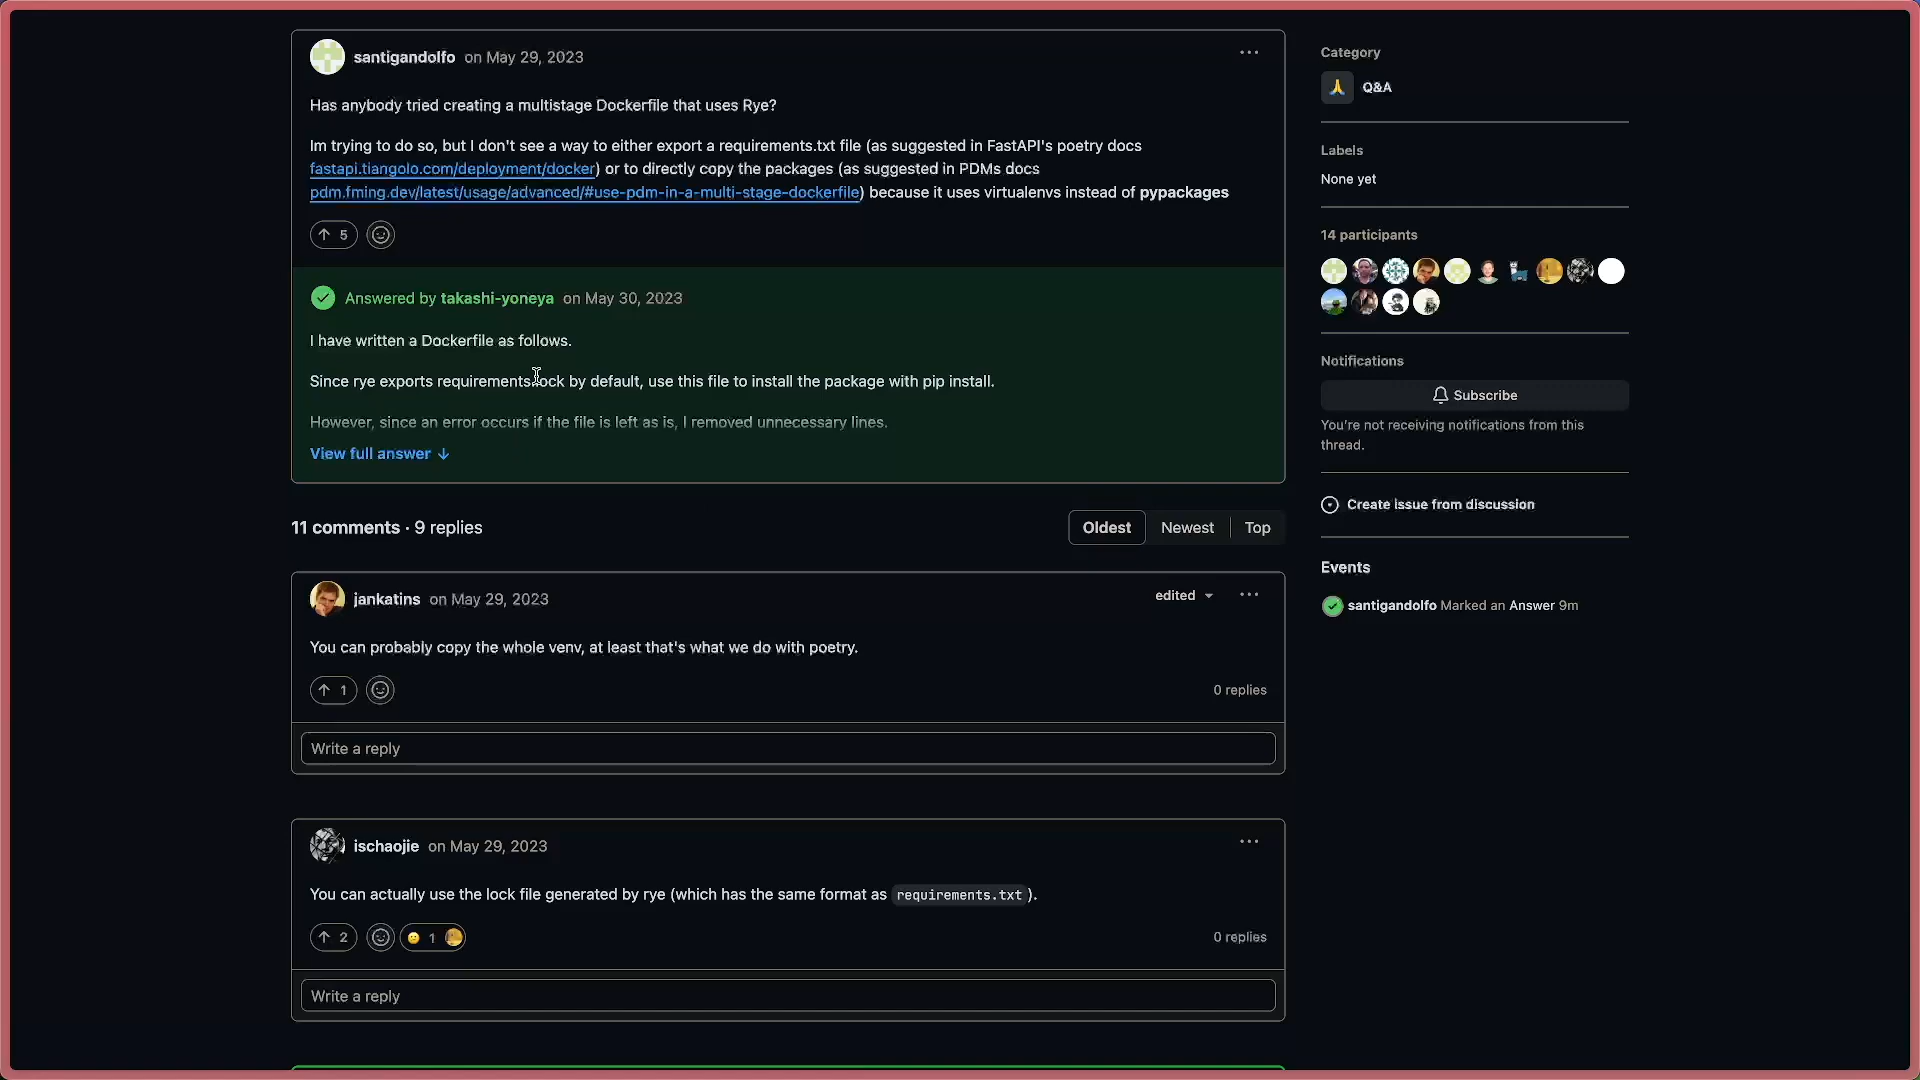 santigandolfo on May 29, 2023
Has anybody tried creating a multistage Dockerfile that uses Rye?
Im trying to do so, but I don't see a way to either export a requirements.txt file (as suggested in FastAPI's poetry docs
fastapi.tiangolo.com/deployment/docker) or to directly copy the packages (as suggested in PDMs docs
pdm.fming.dev/latest/usage/advanced/#use-pdm-in-a-multi-stage-dockerfile) because it uses virtualenvs instead of pypackages
5
Answered by takashi-yoneya on May 30, 2023
I have written a Dockerfile as follows.
Since rye exports requirements.lock by default, use this file to install the package with pip install.
However, since an error occurs if the file is left as is, I removed unnecessary lines.
View full answer
11 comments · 9 replies
Oldest Newest Top
jankatins on May 29, 2023 edited
You can probably copy the whole venv, at least that's what we do with poetry.
1 0 replies
Write a reply
ischaojie on May 29, 2023
You can actually use the lock file generated by rye (which has the same format as requirements.txt ).
2 1 0 replies
Write a reply
Category
Q&A
Labels
None yet
14 participants
Notifications
Subscribe
You're not receiving notifications from this
thread.
Create issue from discussion
Events
santigandolfo Marked an Answer 9m